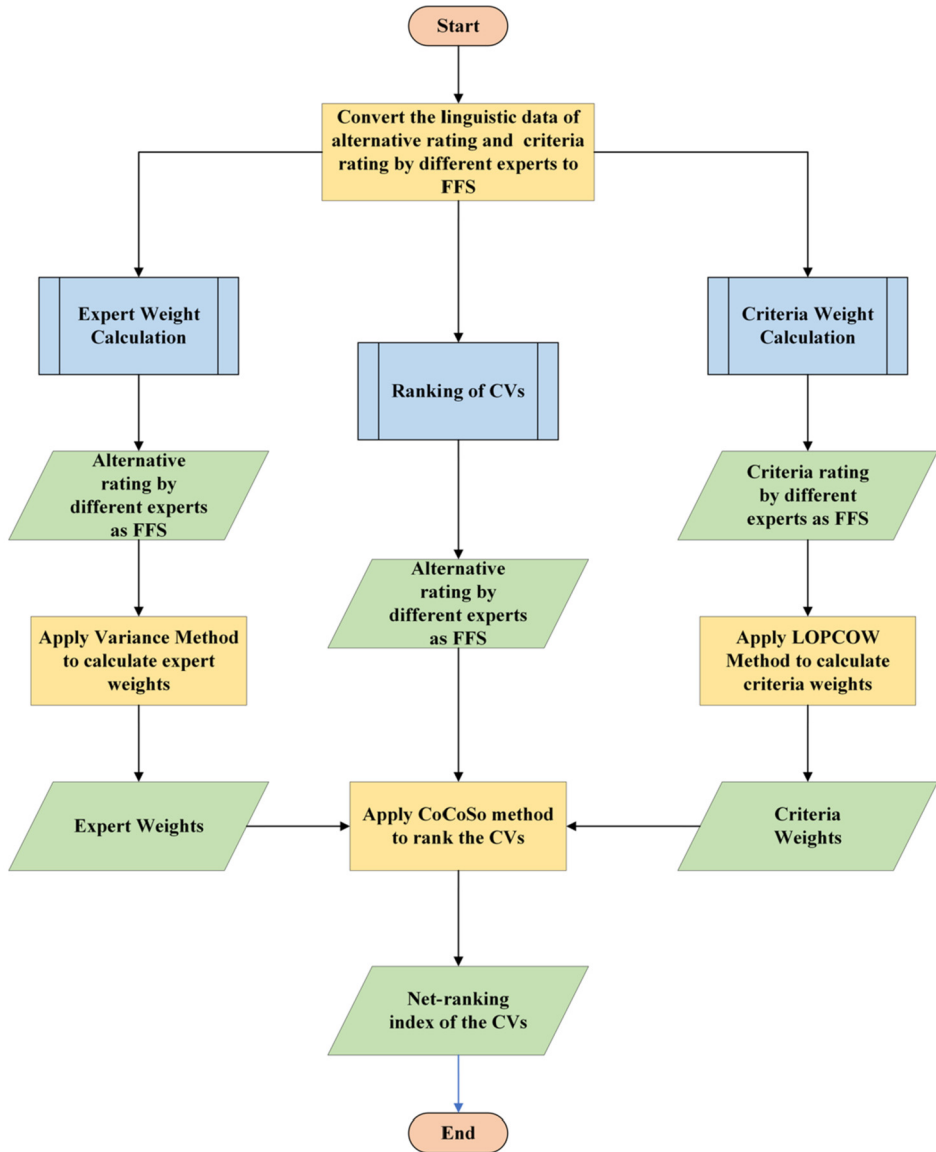 Start
Convert the linguistic data of
alternative rating and criteria
rating by different experts to
FFS
Expert Weight
Calculation
Ranking of CVs
Criteria Weight
Calculation
Alternative
rating by
different experts
as FFS
Alternative
rating by
different experts
as FFS
Criteria rating
by different
experts as FFS
Apply Variance Method
to calculate expert
weights
Apply LOPCOW
Method to calculate
criteria weights
Expert Weights
Apply CoCoSo method
to rank the CVs
Criteria
Weights
Net-ranking
index of the CVs
End